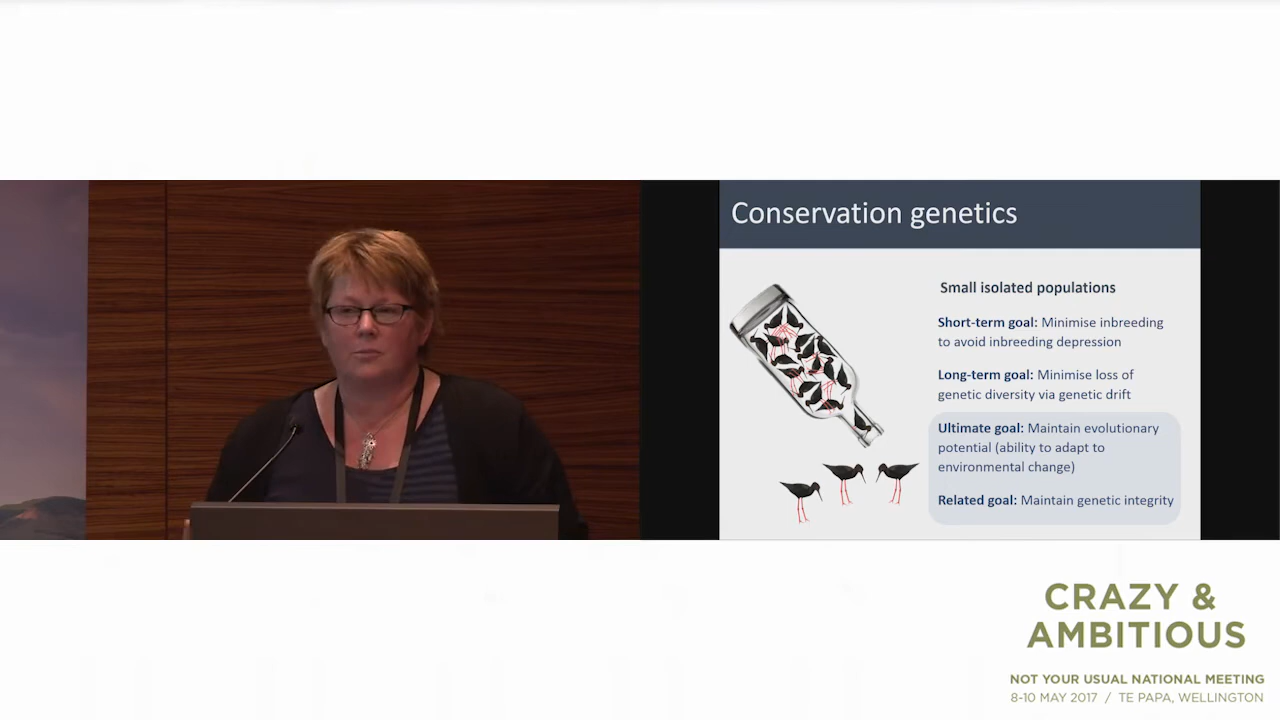 Conservation genetics
Small isolated populations
Short-term goal: Minimise inbreeding
to avoid inbreeding depression
Long-term goal: Minimise loss of
genetic diversity via genetic drift
Ultimate goal: Maintain evolutionary
potential (ability to adapt to
environmental change)
Related goal: Maintain genetic integrity
CRAZY &
AMBITIOUS
NOT YOUR USUAL NATIONAL MEETING
8-10 MAY 2017 / TE PAPA, WELLINGTON